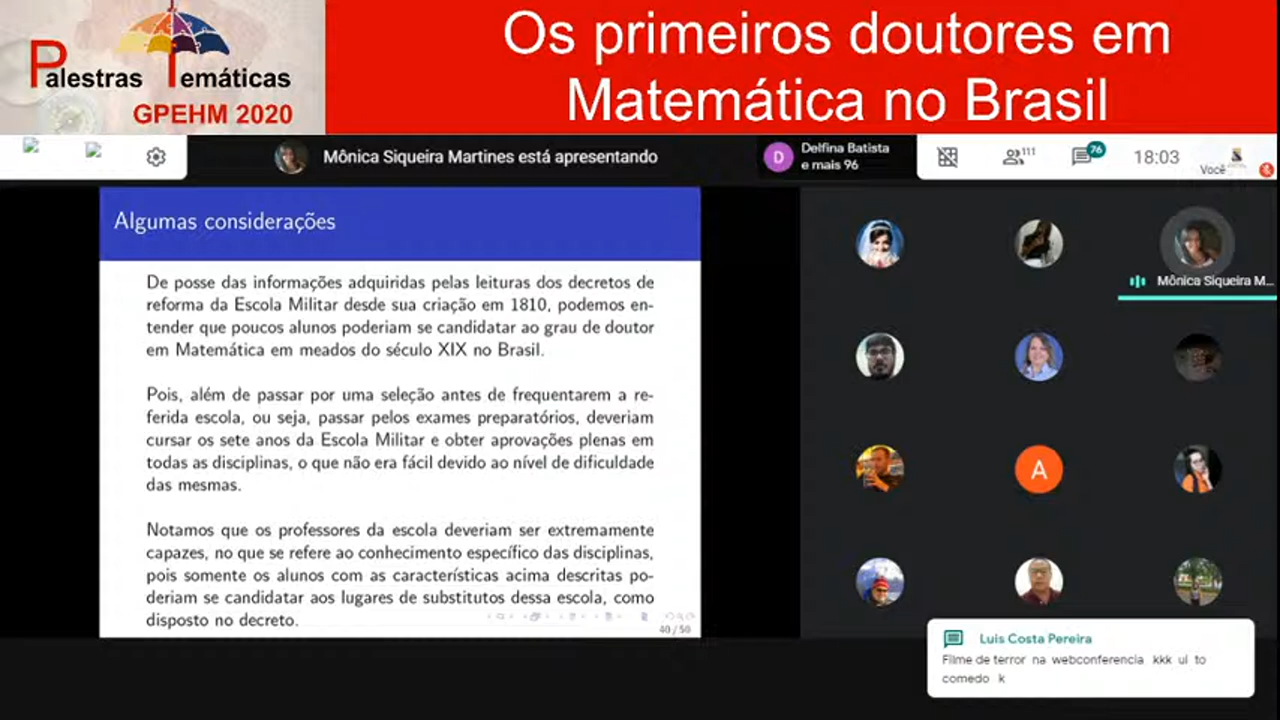 Palestras Temáticas
GPEHM 2020
Os primeiros doutores em
Matemática no Brasil
Mônica Siqueira Martines está apresentando
D
Delfina Batista
e mais 96
111
76
18:03
Você
Algumas considerações
De posse das informações adquiridas pelas leituras dos decretos de
reforma da Escola Militar desde sua criação em 1810, podemos en-
tender que poucos alunos poderiam se candidatar ao grau de doutor
em Matemática em meados do século XIX no Brasil.
Pois, além de passar por uma seleção antes de frequentarem a re-
ferida escola, ou seja, passar pelos exames preparatórios, deveriam
cursar os sete anos da Escola Militar e obter aprovações plenas em
todas as disciplinas, o que não era fácil devido ao nível de dificuldade
das mesmas.
Notamos que os professores da escola deveriam ser extremamente
capazes, no que se refere ao conhecimento específico das disciplinas,
pois somente os alunos com as características acima descritas po-
deriam se candidatar aos lugares de substitutos dessa escola, como
disposto no decreto.
40 / 50
Mônica Siqueira M...
A
Luis Costa Pereira
Filme de terror na webconferencia kkk ui to
comedo k